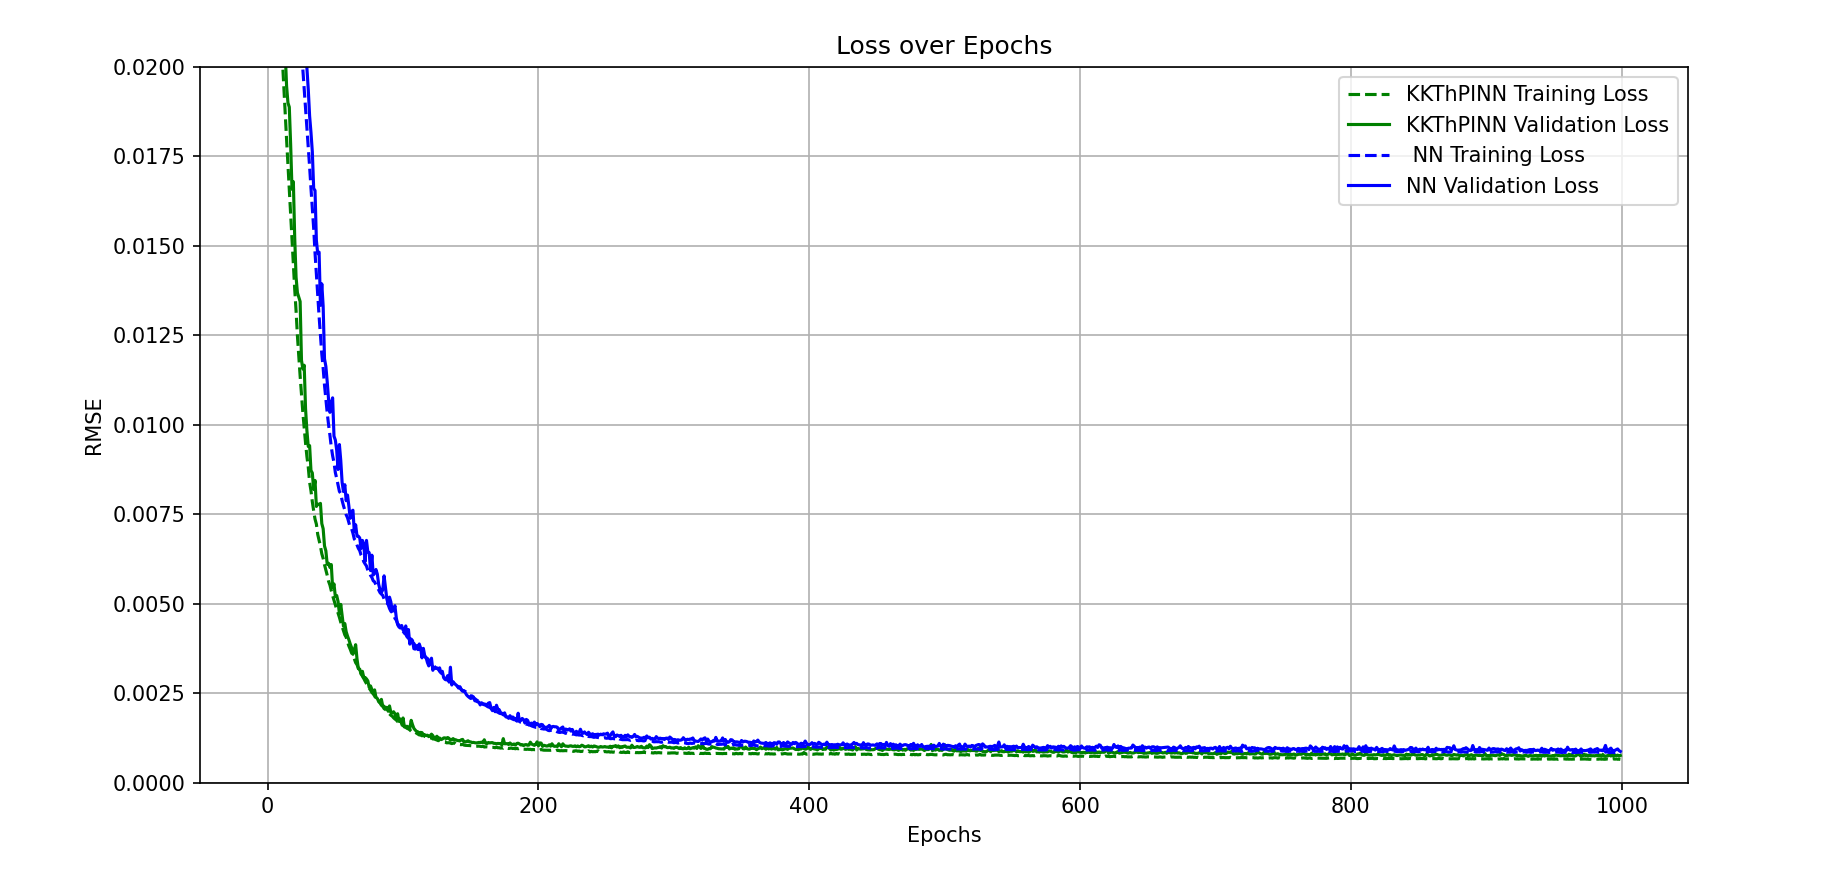 Loss over Epochs
KKThPINN Training Loss
KKThPINN Validation Loss
NN Training Loss
NN Validation Loss
RMSE
0.0200
0.0175
0.0150
0.0125
0.0100
0.0075
0.0050
0.0025
0.0000
0 200 400 600 800 1000
Epochs